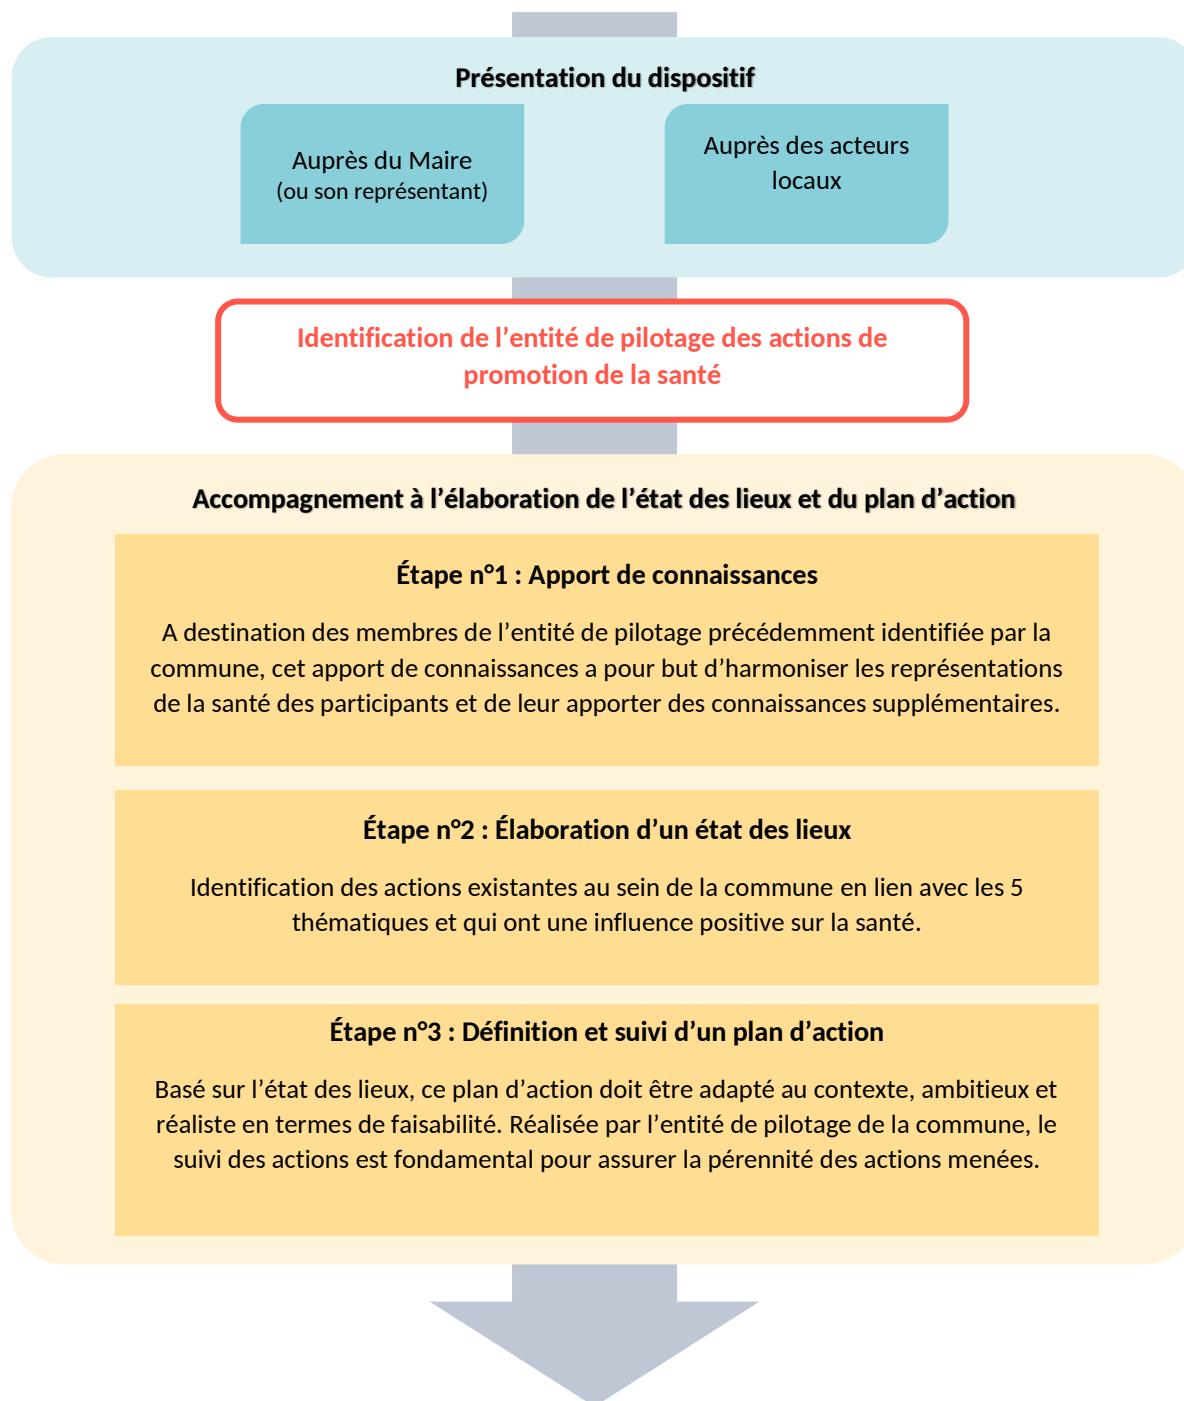 Présentation du dispositif
Auprès du Maire
(ou son représentant)
Auprès des acteurs
locaux
Identification de l’entité de pilotage des actions de
promotion de la santé
Accompagnement à l’élaboration de l’état des lieux et du plan d’action
Étape n°1 : Apport de connaissances
A destination des membres de l’entité de pilotage précédemment identifiée par la
commune, cet apport de connaissances a pour but d’harmoniser les représentations
de la santé des participants et de leur apporter des connaissances supplémentaires.
Étape n°2 : Élaboration d’un état des lieux
Identification des actions existantes au sein de la commune en lien avec les 5
thématiques et qui ont une influence positive sur la santé.
Étape n°3 : Définition et suivi d’un plan d’action
Basé sur l’état des lieux, ce plan d’action doit être adapté au contexte, ambitieux et
réaliste en termes de faisabilité. Réalisée par l’entité de pilotage de la commune, le
suivi des actions est fondamental pour assurer la pérennité des actions menées.